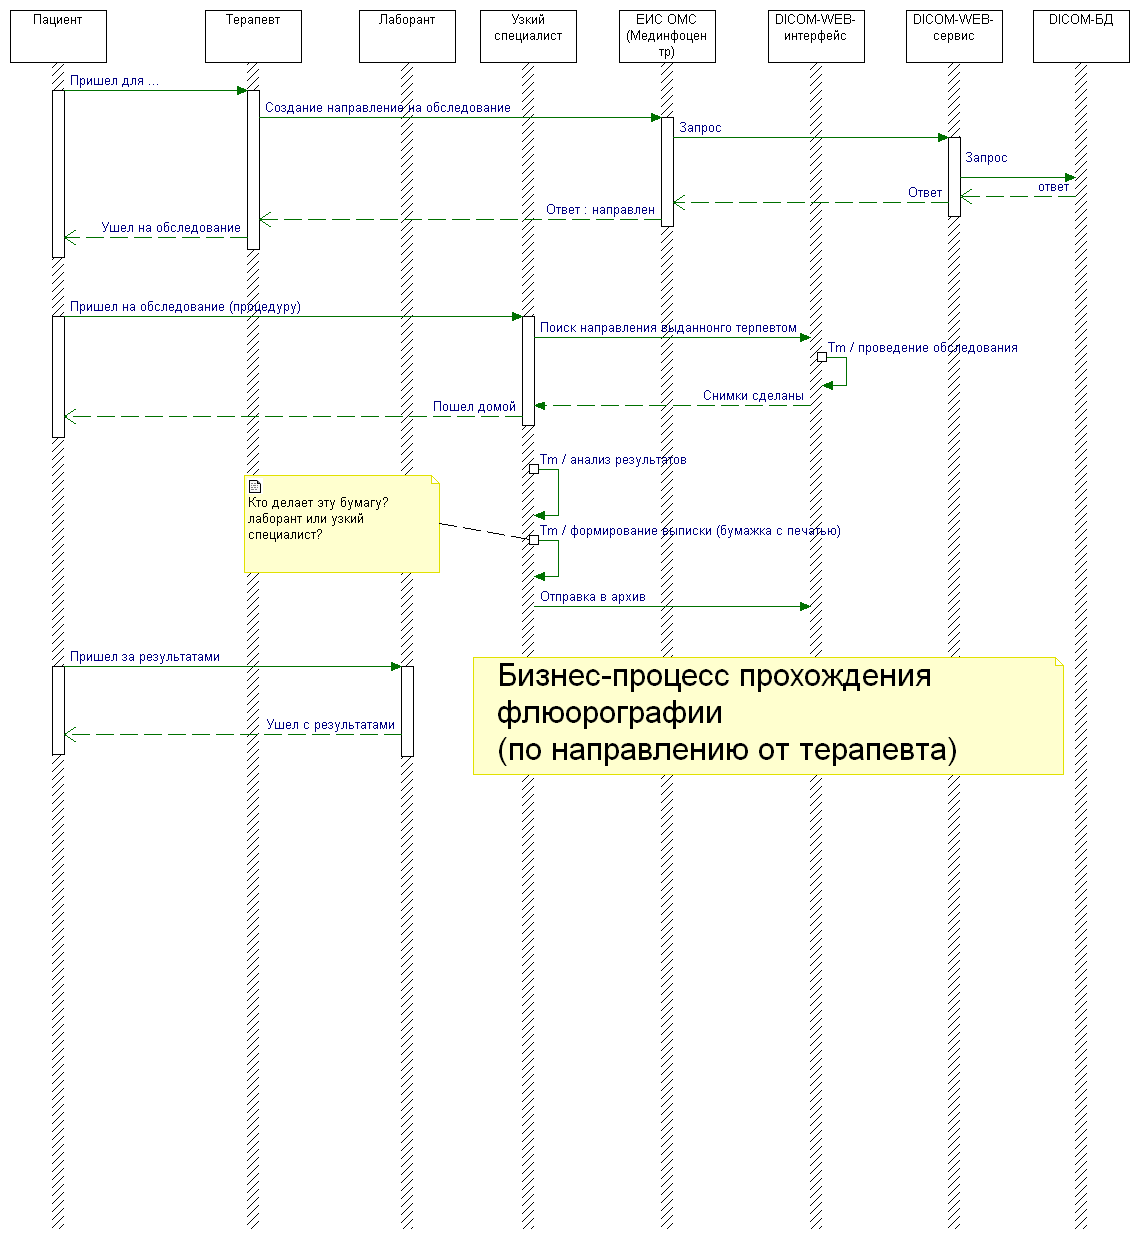 Пациент
Терапевт
Лаборант
Узкий
специалист
ЕИС ОМС
(Мединфоцен
тр)
DICOM-WEB-
интерфейс
DICOM-WEB-
сервис
DICOM-БД
Пришел для ...
Создание направление на обследование
Запрос
Запрос
ответ
Ответ
Ответ : направлен
Ушел на обследование
Пришел на обследование (процедуру)
Поиск направления выданнонго терпевтом
Tm / проведение обследования
Снимки сделаны
Пошел домой
Tm / анализ результатов
Кто делает эту бумагу?
лаборант или узкий
специалист?
Tm / формирование выписки (бумажка с печатью)
Отправка в архив
Пришел за результатами
Ушел с результатами
Бизнес-процесс прохождения
флюорографии
(по направлению от терапевта)